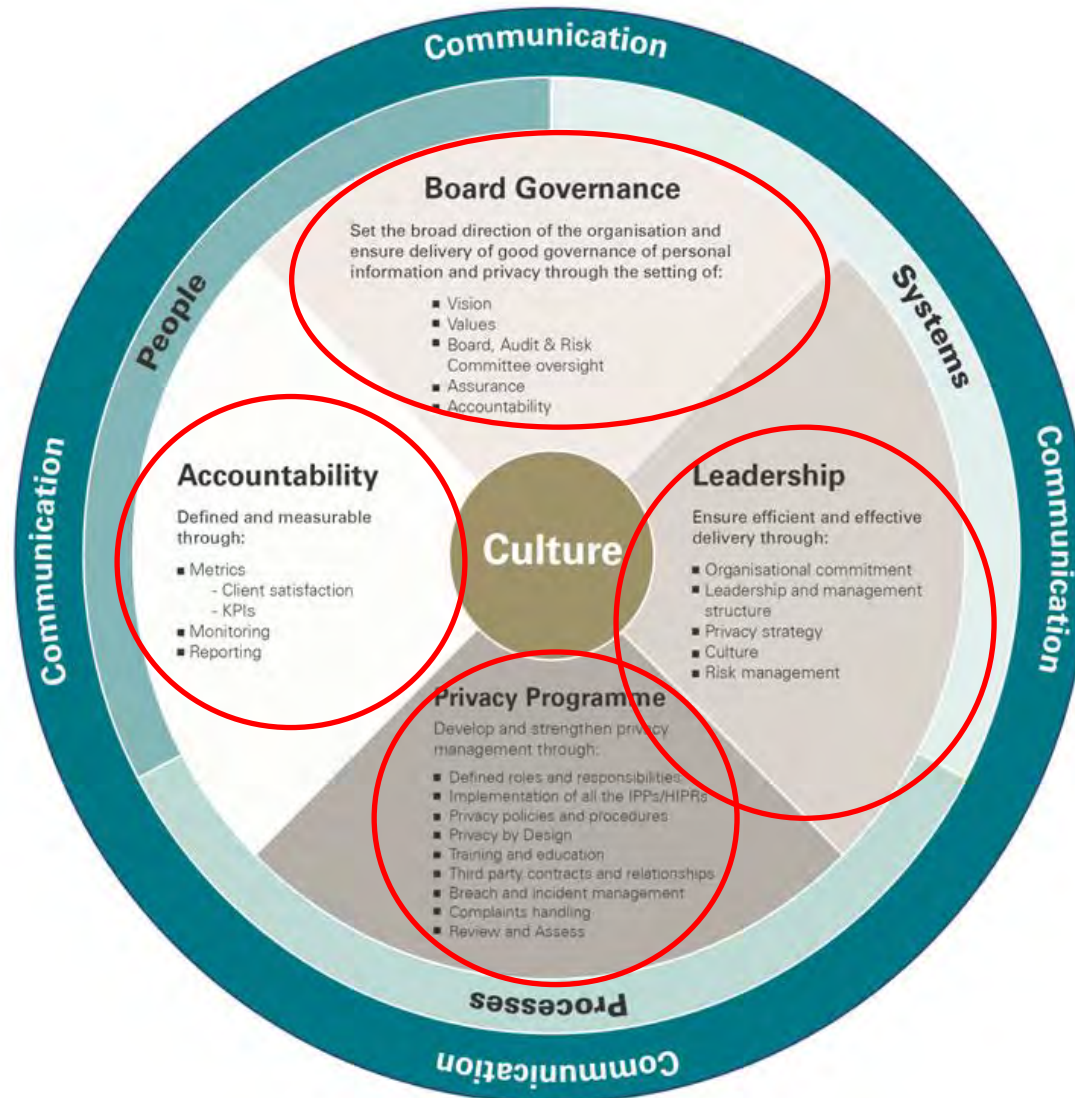 Communication
People
Systems
Board Governance
Set the broad direction of the organisation and
ensure delivery of good governance of personal
information and privacy through the setting of:
■ Vision
■ Values
■ Board, Audit & Risk
Committee oversight
■ Assurance
■ Accountability
Communication
Accountability
Defined and measurable
through:
■ Metrics
- Client satisfaction
- KPIs
■ Monitoring
■ Reporting
Culture
Leadership
Ensure efficient and effective
delivery through:
■ Organisational commitment
■ Leadership and management
structure
■ Privacy strategy
■ Culture
■ Risk management
Communication
Privacy Programme
Develop and strengthen privacy
management through:
■ Defined roles and responsibilities
■ Implementation of all the IPPs/HIPRs
■ Privacy policies and procedures
■ Privacy by Design
■ Training and education
■ Third party contracts and relationships
■ Breach and incident management
■ Complaints handling
■ Review and Assess
Processes
Communication